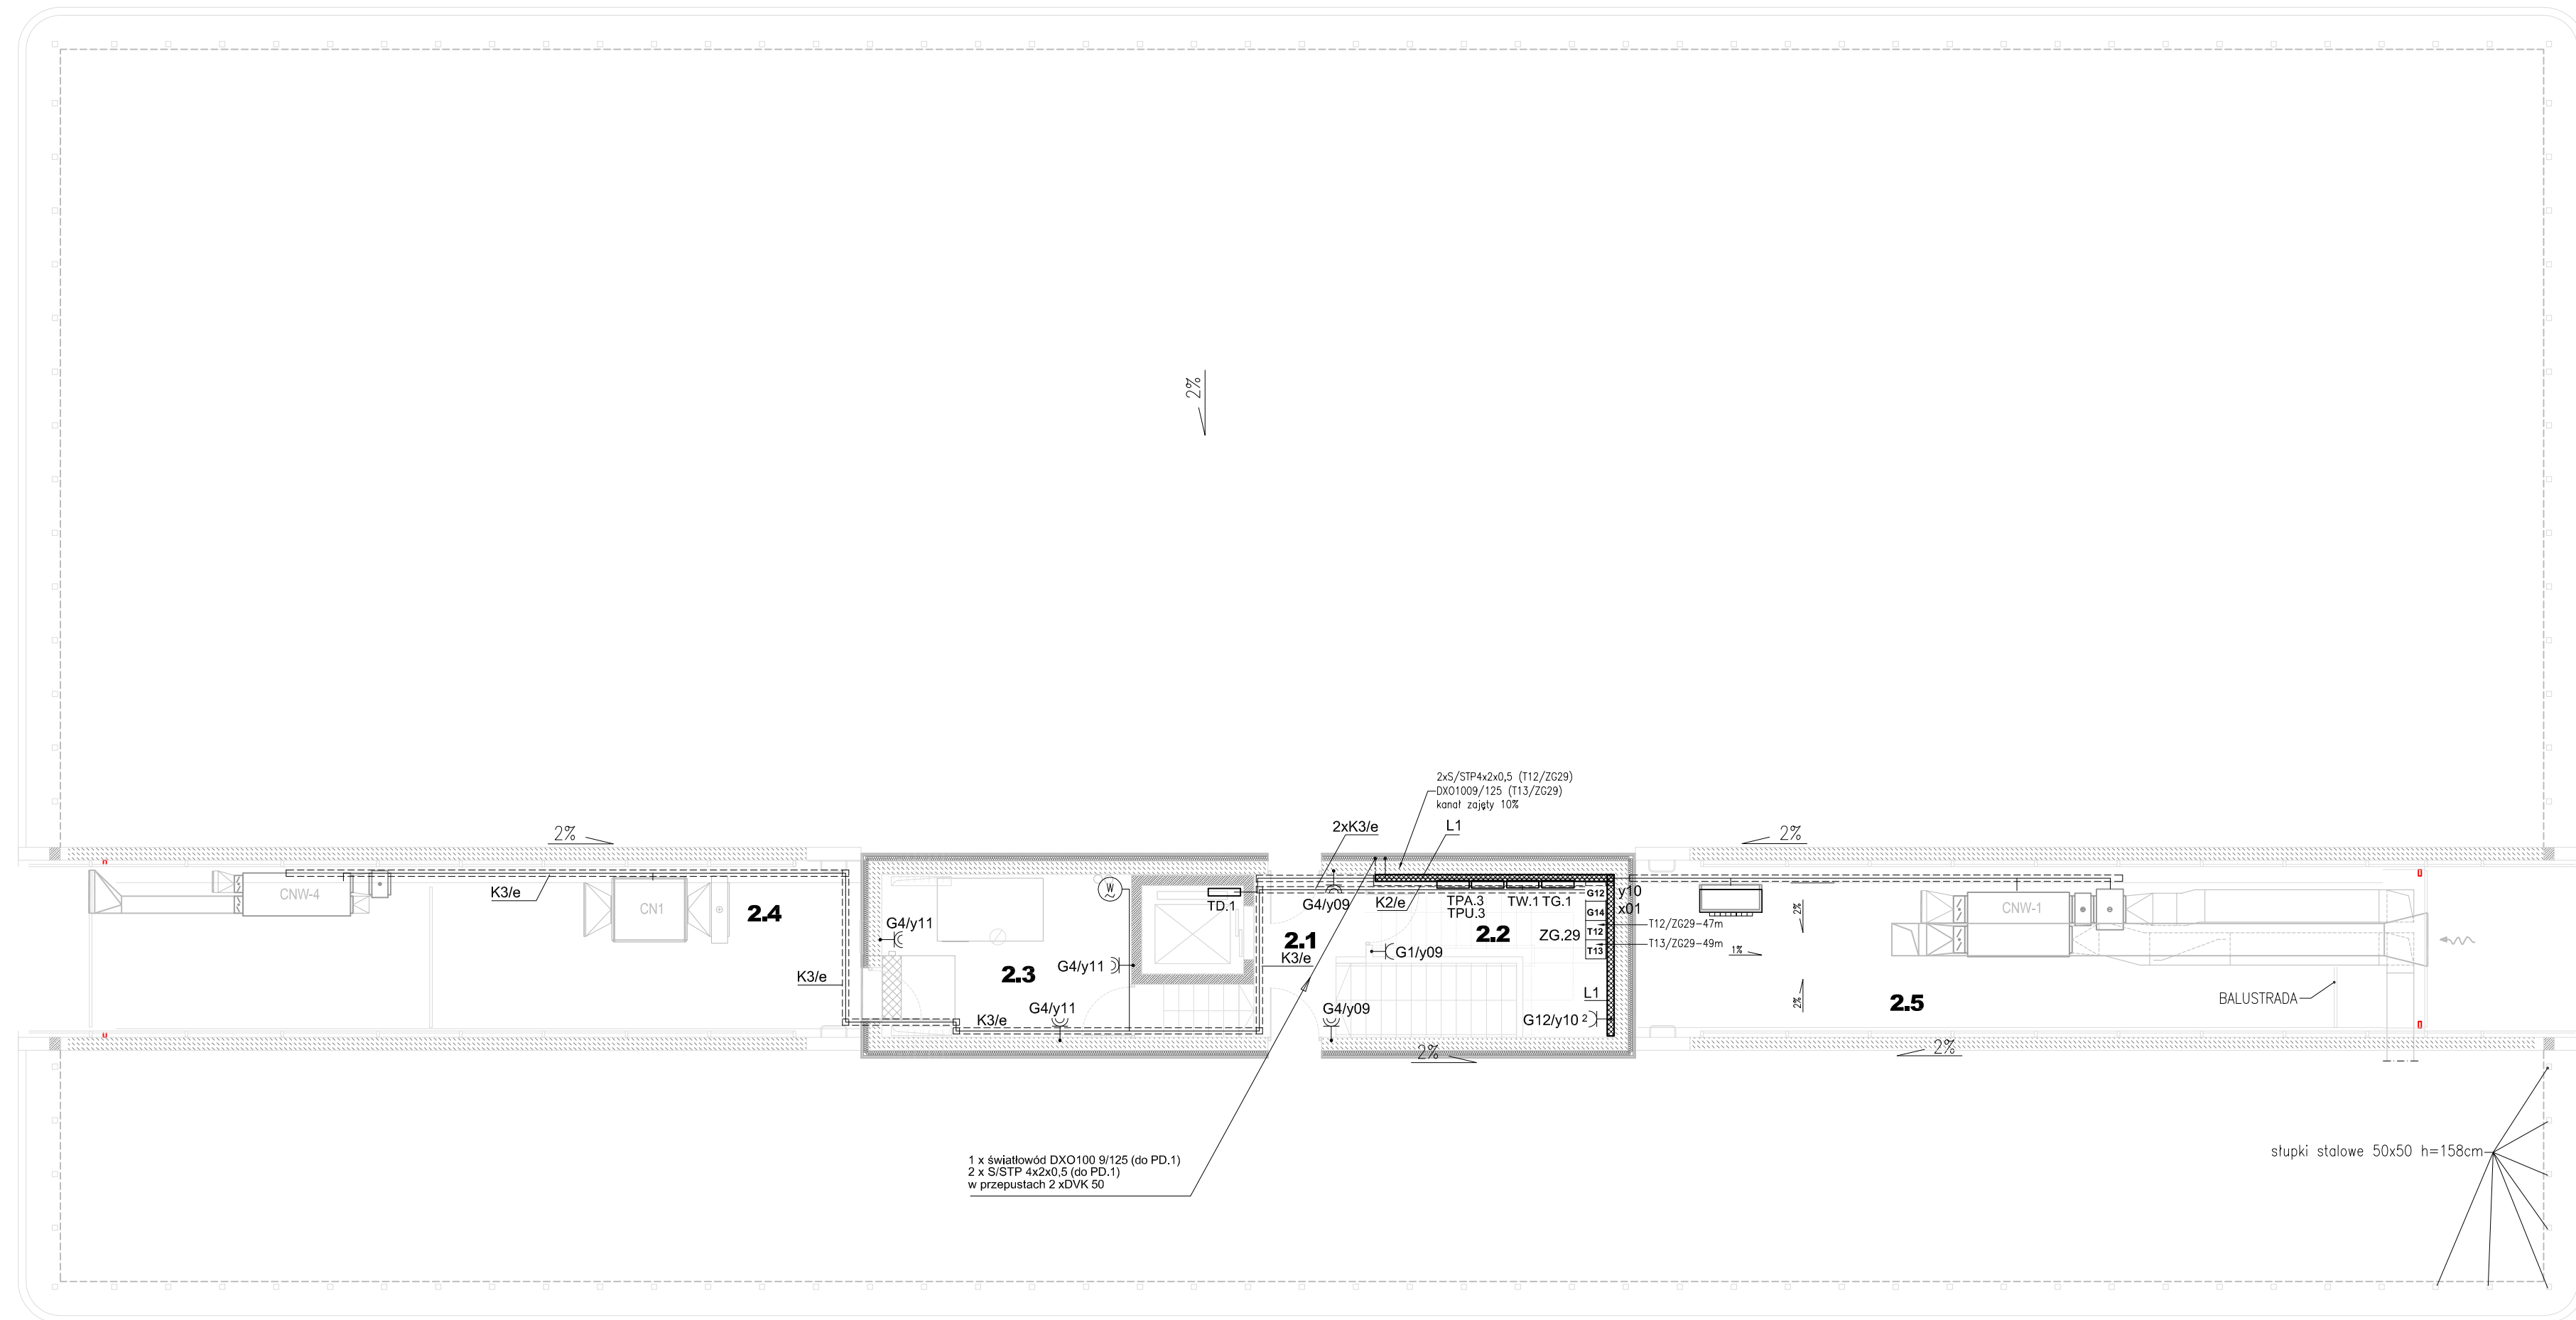 2%
2xS/STP4x2x0,5 (T12/ZG29)
DXO1009/125 (T13/ZG29)
kanał zajęty 10%
2xK3/e
L1
2%
2%
CNW-4
K3/e
CN1
2.4
W
TD.1
G4/y09
K2/e
TPA.3
TPU.3
TW.1
TG.1
G12
y10
G14
x01
T12
T13
ZG.29
T12/ZG29-47m
T13/ZG29-49m
2%
1%
2%
CNW-1
G4/y11
2.1
K3/e
2.2
G1/y09
G4/y11
2.3
K3/e
G4/y11
K3/e
G4/y09
L1
G12/y10 2
2.5
BALUSTRADA
2%
2%
1 x światłowód DXO100 9/125 (do PD.1)
2 x S/STP 4x2x0,5 (do PD.1)
w przepustach 2 xDVK 50
słupki stalowe 50x50 h=158cm